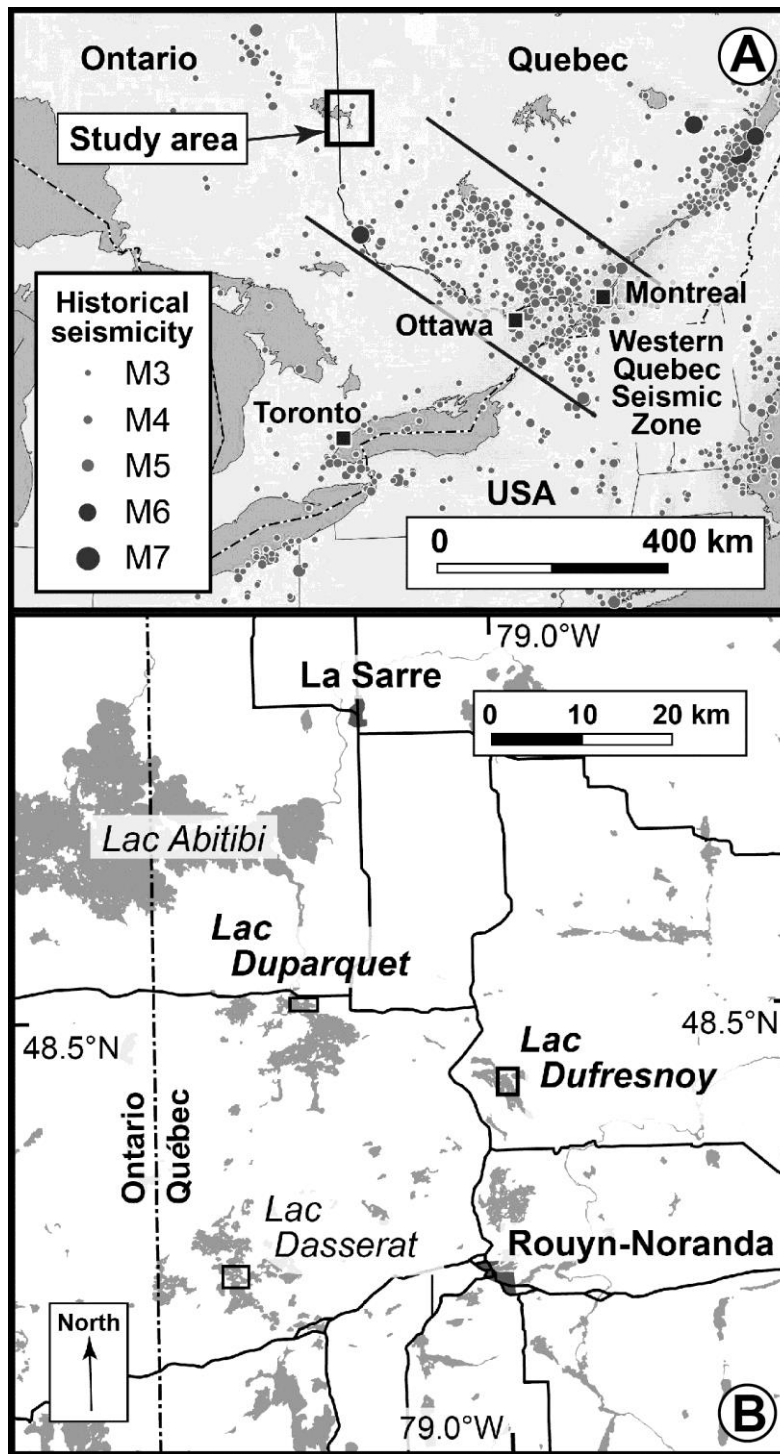 Ontario
Quebec
A
Study area
Historical
seismicity
M3
M4
M5
M6
M7
Montreal
Ottawa
Western
Quebec
Seismic
Zone
Toronto
USA
0 400 km
79.0°W
La Sarre
0 10 20 km
Lac Abitibi
Lac
Duparquet
48.5°N
48.5°N
Lac
Dufresnoy
Ontario
Québec
Lac
Dasserat
Rouyn-Noranda
North
79.0°W
B